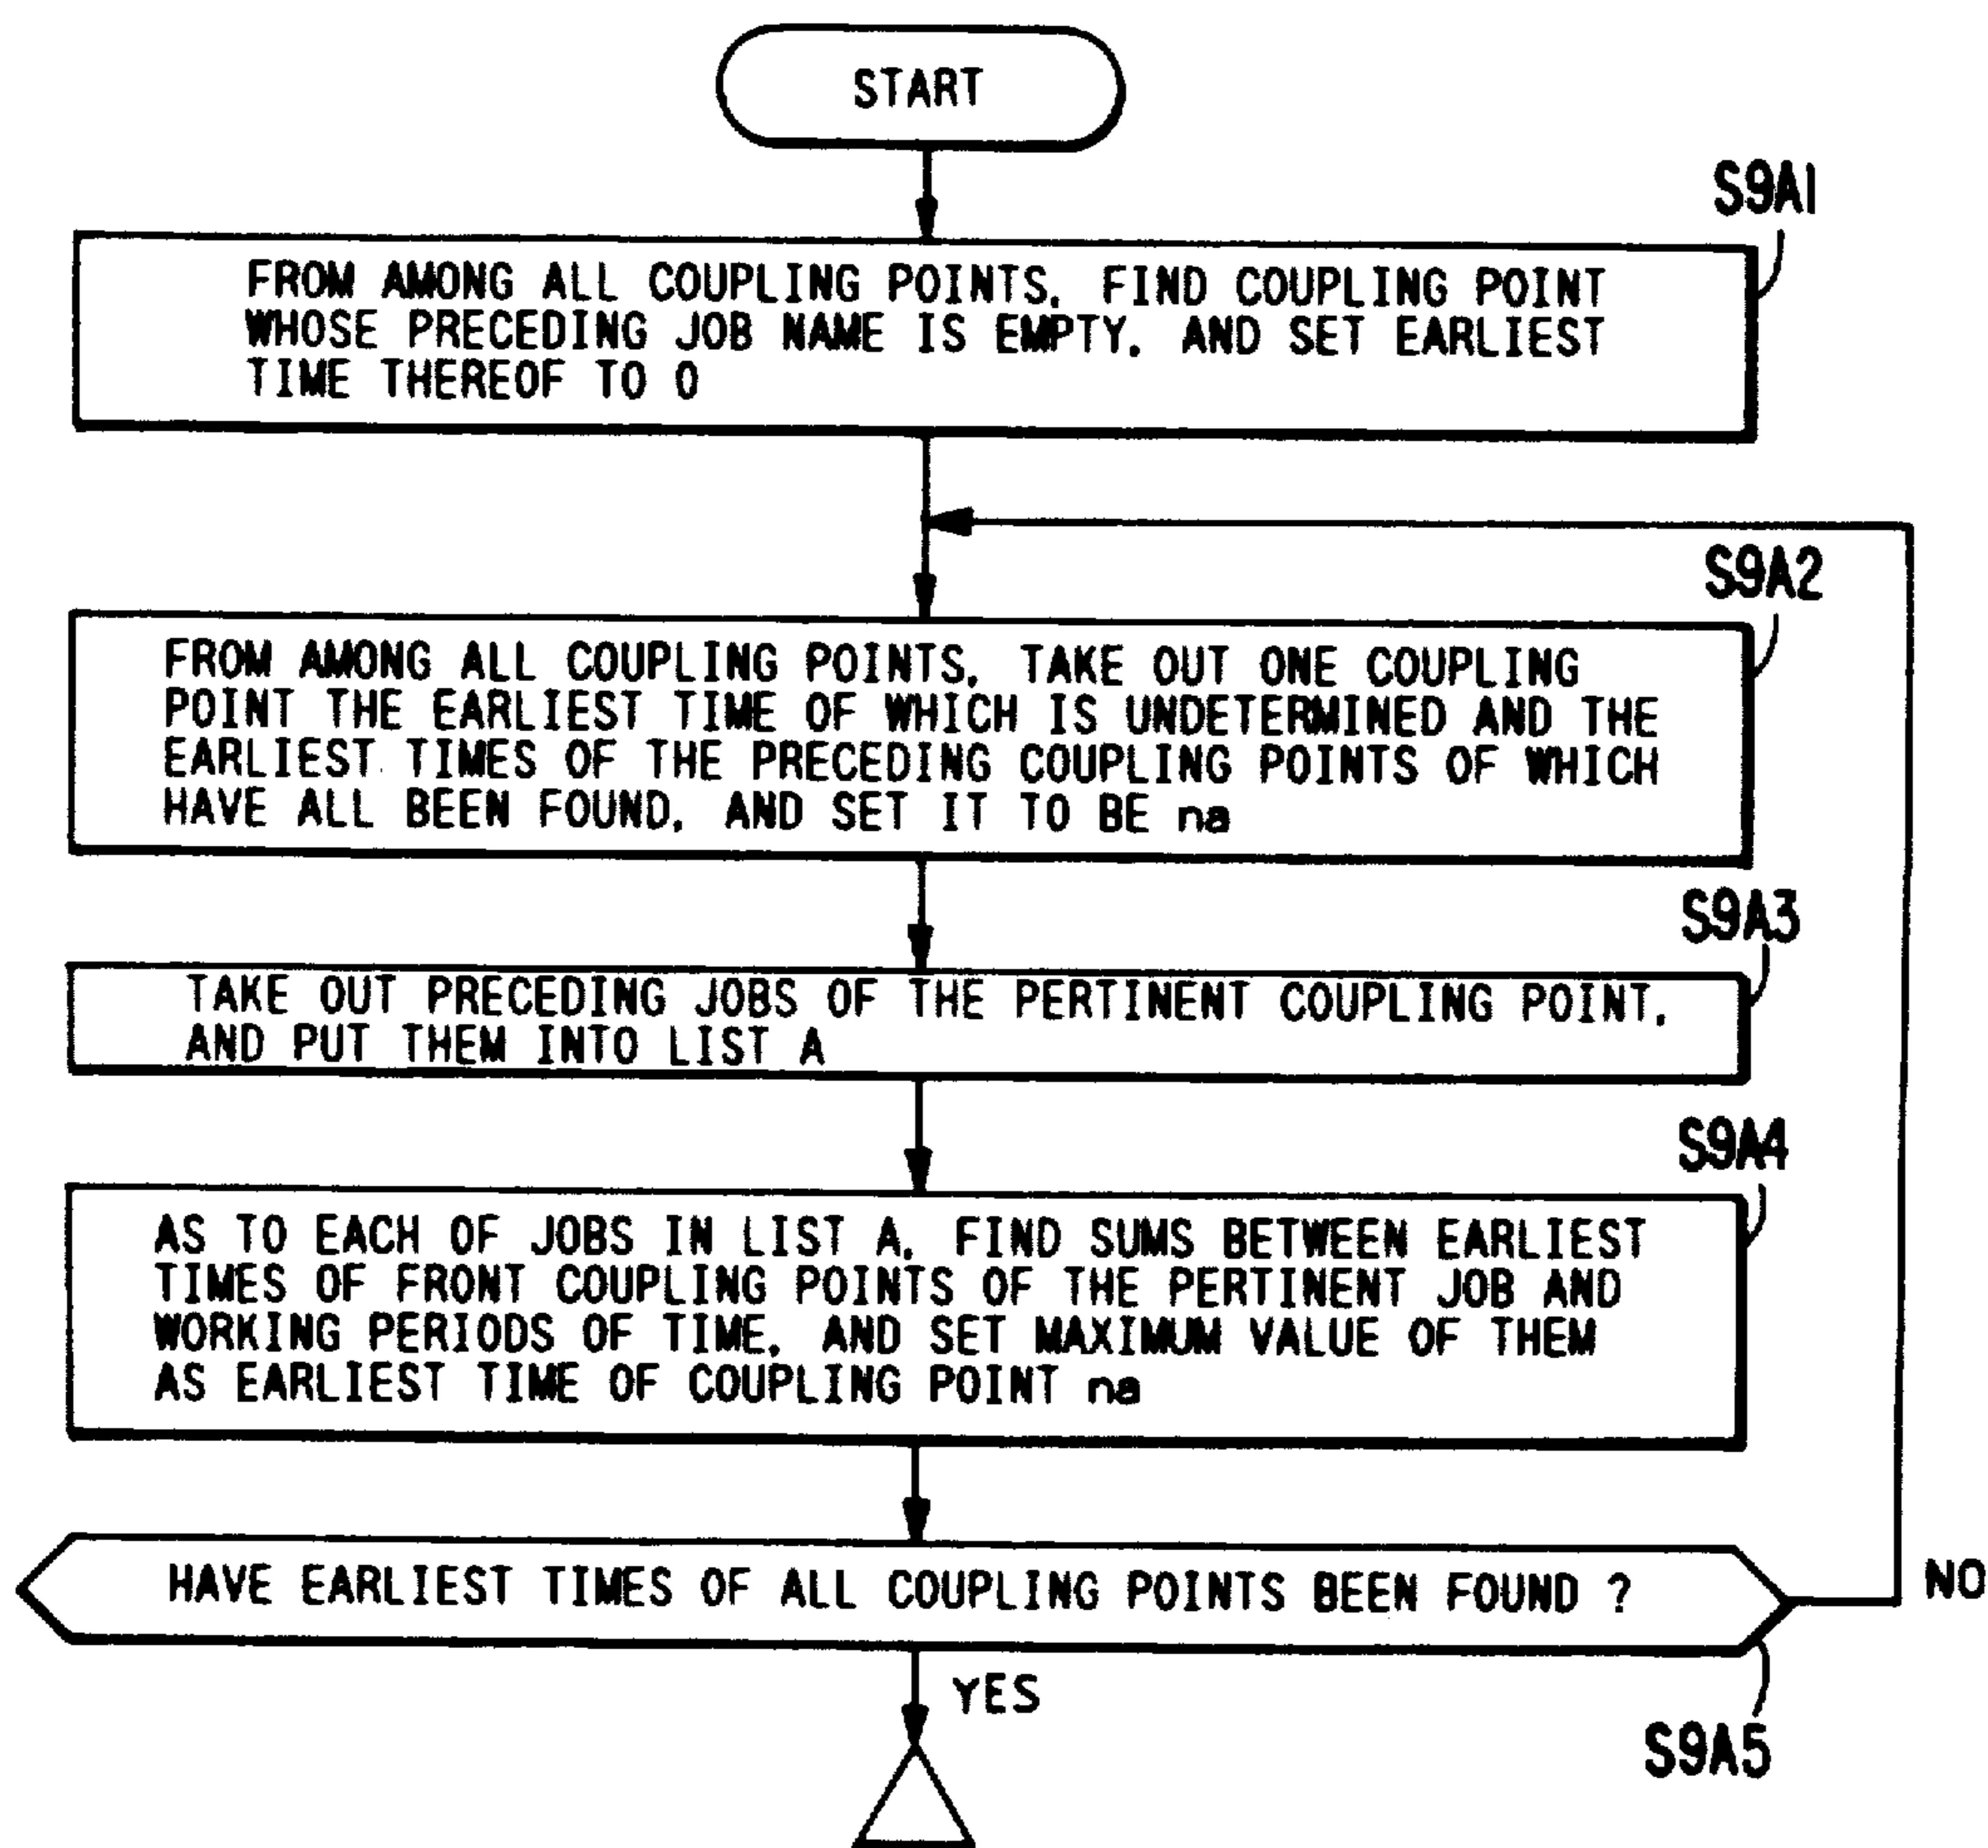 START
S9A1
FROM AMONG ALL COUPLING POINTS, FIND COUPLING POINT
WHOSE PRECEDING JOB NAME IS EMPTY, AND SET EARLIEST
TIME THEREOF TO 0
S9A2
FROM AMONG ALL COUPLING POINTS, TAKE OUT ONE COUPLING
POINT THE EARLIEST TIME OF WHICH IS UNDETERMINED AND THE
EARLIEST TIMES OF THE PRECEDING COUPLING POINTS OF WHICH
HAVE ALL BEEN FOUND, AND SET IT TO BE na
S9A3
TAKE OUT PRECEDING JOBS OF THE PERTINENT COUPLING POINT,
AND PUT THEM INTO LIST A
S9A4
AS TO EACH OF JOBS IN LIST A, FIND SUMS BETWEEN EARLIEST
TIMES OF FRONT COUPLING POINTS OF THE PERTINENT JOB AND
WORKING PERIODS OF TIME, AND SET MAXIMUM VALUE OF THEM
AS EARLIEST TIME OF COUPLING POINT na
HAVE EARLIEST TIMES OF ALL COUPLING POINTS BEEN FOUND ?
NO
YES
S9A5